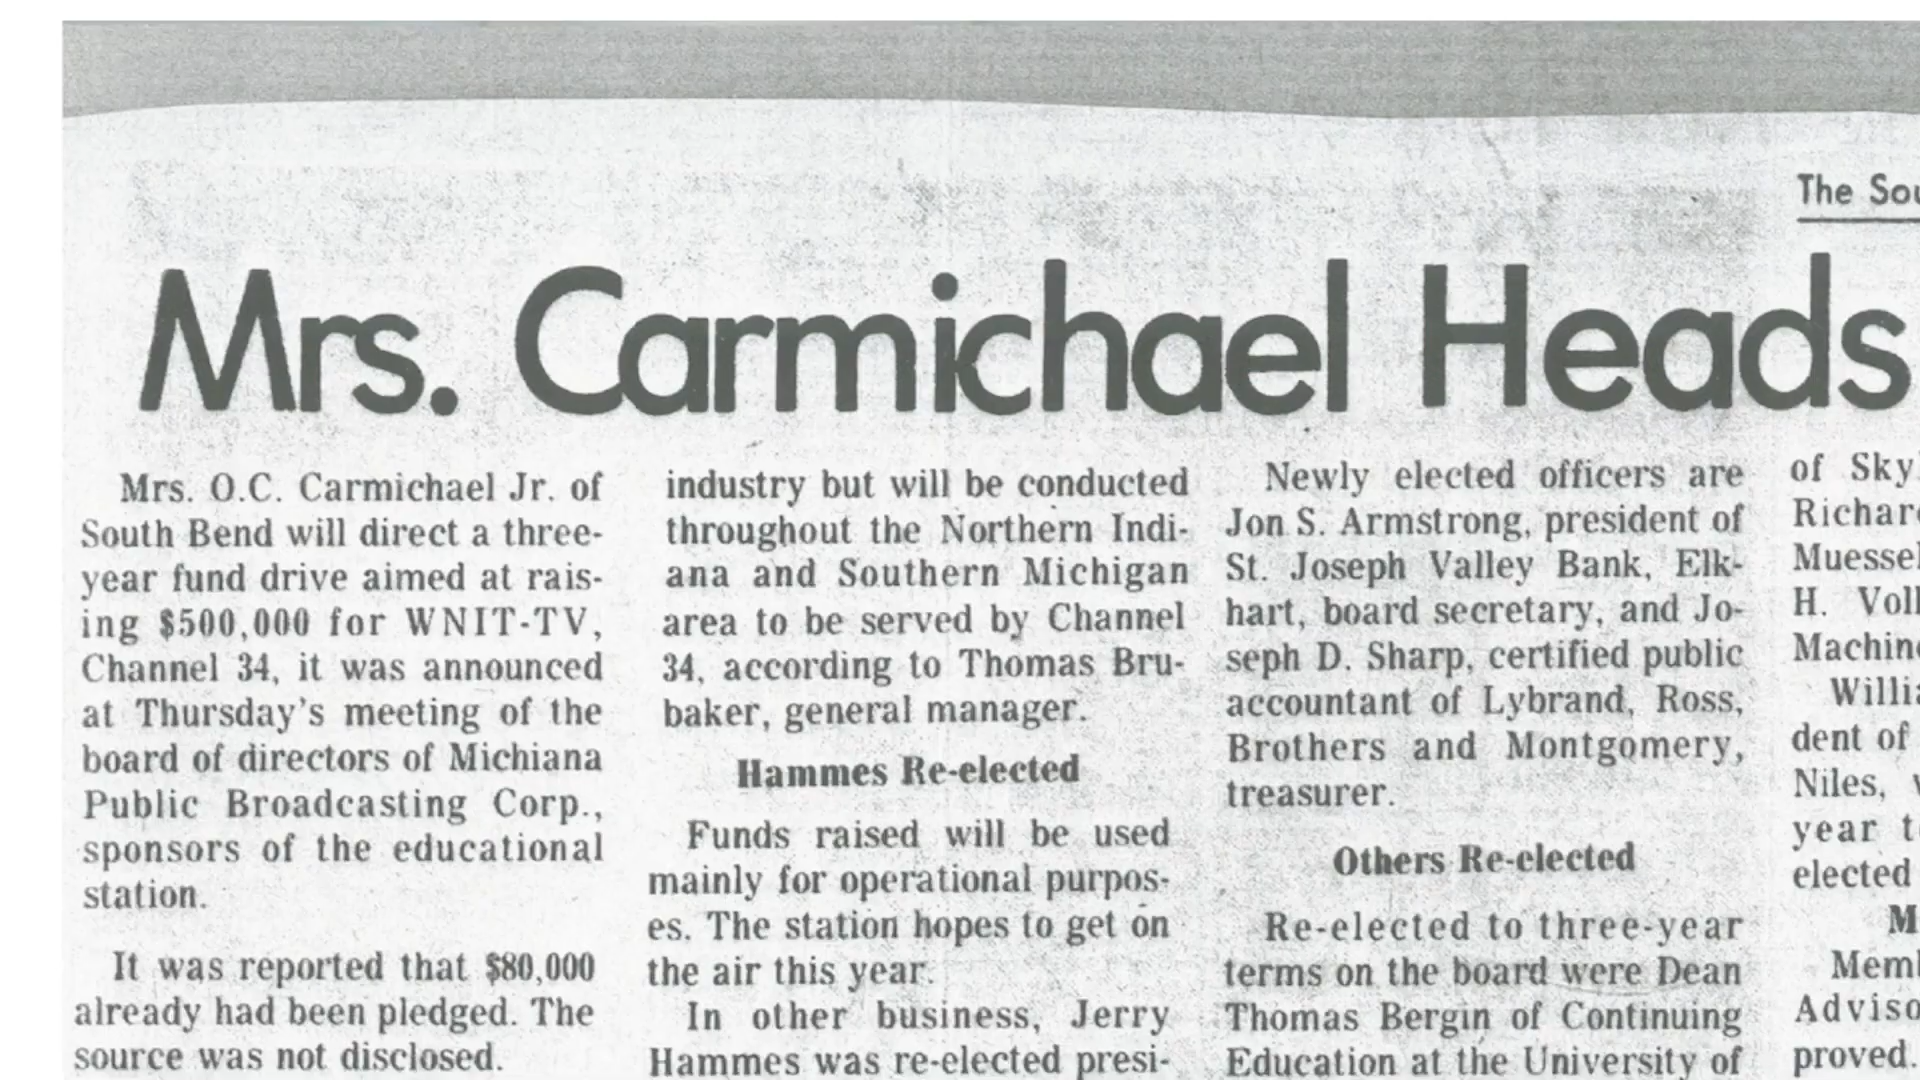 The
Mrs. Carmichael Heads
Mrs. O.C. Carmichael Jr. of
South Bend will direct a three-
year fund drive aimed at rais-
ing $500,000 for WNIT-TV,
Channel 34, it was announced
at Thursday's meeting of the
board of directors of Michiana
Public Broadcasting Corp.,
sponsors of the educational
station.
It was reported that $80,000
already had been pledged. The
source was not disclosed.
industry but will be conducted
throughout the Northern Indi-
ana and Southern Michigan
area to be served by Channel
34, according to Thomas Bru-
baker, general manager.
Hammes Re-elected
Funds raised will be used
mainly for operational purpos-
es. The station hopes to get on
the air this year.
In other business, Jerry
Hammes was re-elected presi-
Newly elected officers are
Jon S. Armstrong, president of
St. Joseph Valley Bank, Elk-
hart, board secretary, and Jo-
seph D. Sharp, certified public
accountant of Lybrand, Ross,
Brothers and Montgomery,
treasurer.
Others Re-elected
Re-elected to three-year
terms on the board were Dean
Thomas Bergin of Continuing
Education at the University of
of
H.
dent of
Niles,
year
elected
proved.